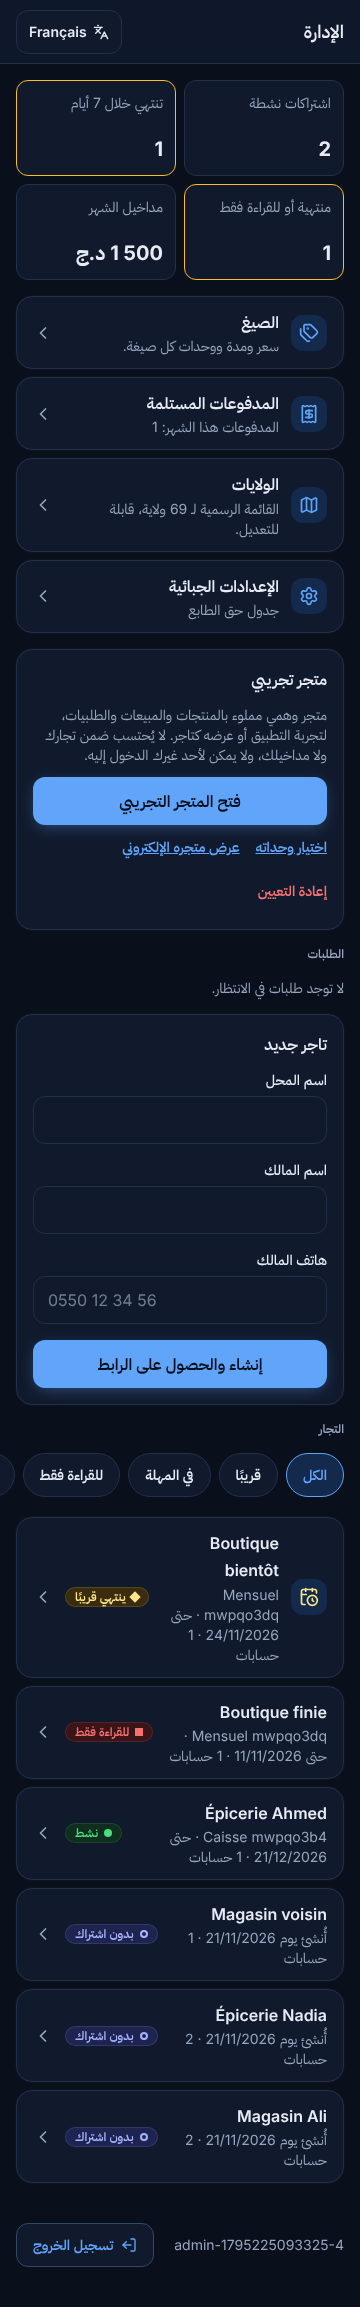 الإدارة
Français
اشتراكات نشطة
2
تنتهي خلال 7 أيام
1
منتهية أو للقراءة فقط
1
مداخيل الشهر
1 500 د.ج
الصيغ
سعر ومدة ووحدات كل صيغة.
المدفوعات المستلمة
المدفوعات هذا الشهر: 1
الولايات
القائمة الرسمية لـ 69 ولاية، قابلة
للتعديل.
الإعدادات الجبائية
جدول حق الطابع
متجر تجريبي
متجر وهمي مملوء بالمنتجات والمبيعات والطلبيات،
لتجربة التطبيق أو عرضه كتاجر. لا يُحتسب ضمن تجارك
ولا مداخيلك، ولا يمكن لأحد غيرك الدخول إليه.
فتح المتجر التجريبي
اختيار وحداته
عرض متجره الإلكتروني
إعادة التعيين
الطلبات
لا توجد طلبات في الانتظار.
تاجر جديد
اسم المحل
اسم المالك
هاتف المالك
0550 12 34 56
إنشاء والحصول على الرابط
التجار
الكل
قريبًا
في المهلة
للقراءة فقط
Boutique
bientôt
Mensuel
mwpqo3dq · حتى
24/11/2026 · 1
حسابات
ينتهي قريبًا
Boutique finie
Mensuel mwpqo3dq ·
حتى 11/11/2026 · 1 حسابات
للقراءة فقط
Épicerie Ahmed
Caisse mwpqo3b4 · حتى
21/12/2026 · 1 حسابات
نشط
Magasin voisin
أُنشئ يوم 21/11/2026 · 1
حسابات
بدون اشتراك
Épicerie Nadia
أُنشئ يوم 21/11/2026 · 2
حسابات
بدون اشتراك
Magasin Ali
أُنشئ يوم 21/11/2026 · 2
حسابات
بدون اشتراك
admin-1795225093325-4
تسجيل الخروج